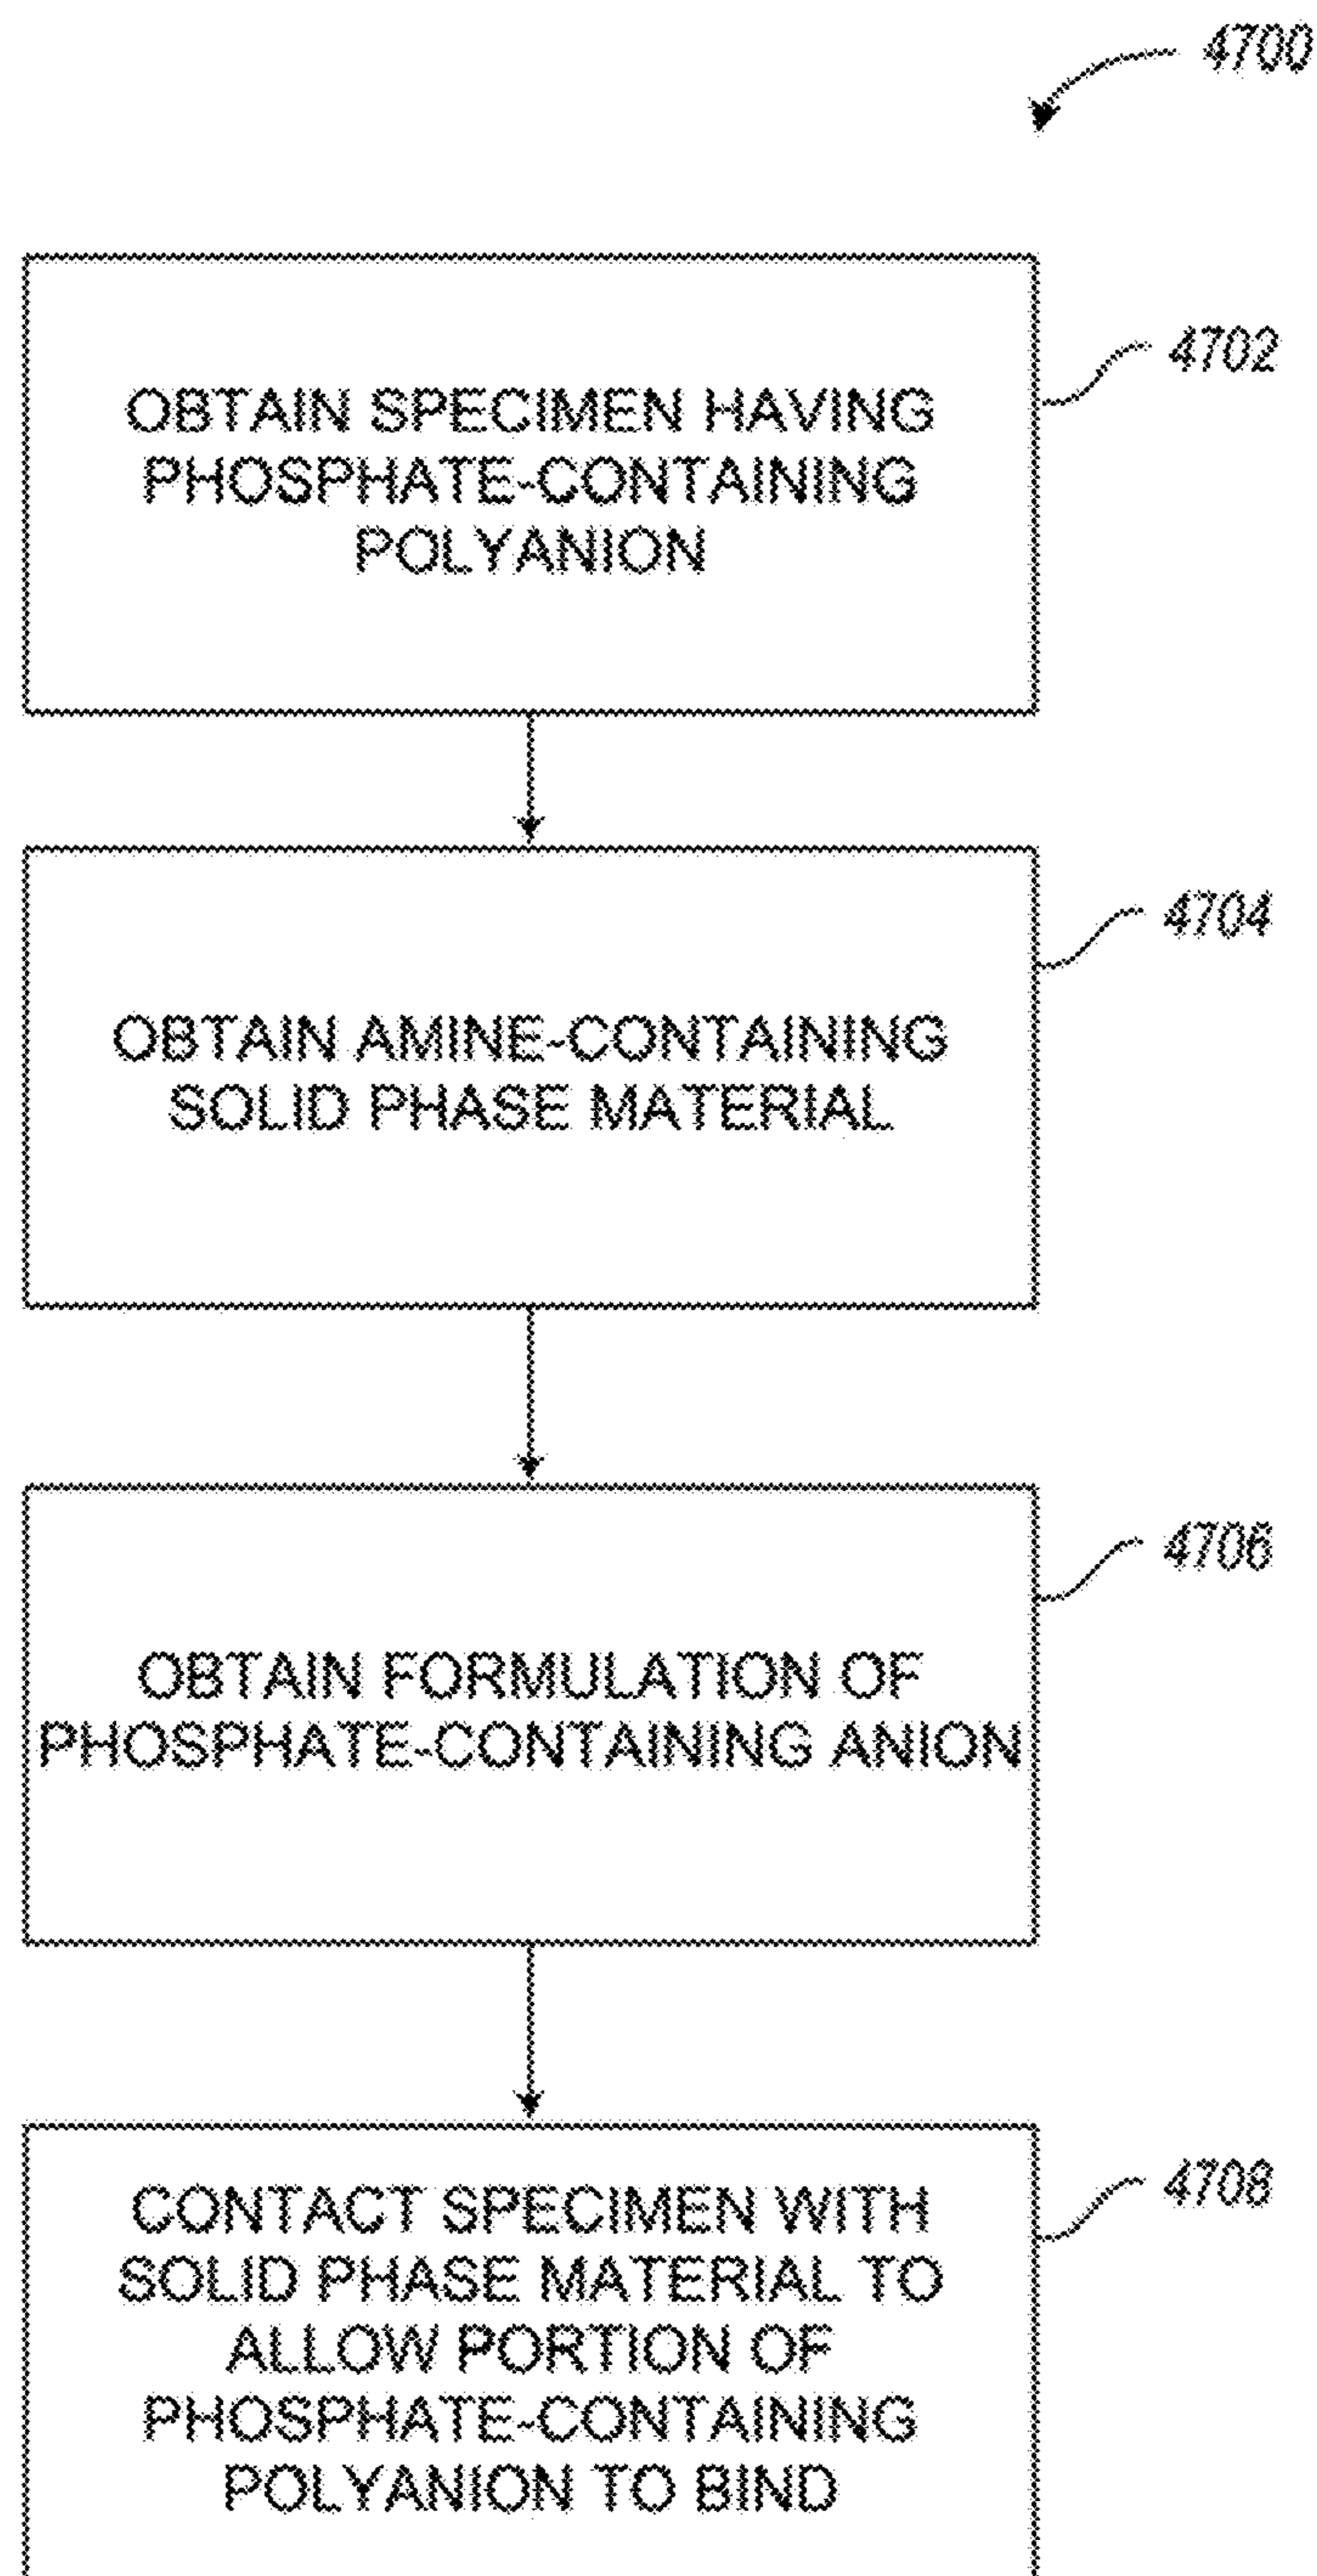 4700
OBTAIN SPECIMEN HAVING
PHOSPHATE-CONTAINING
POLYANION
4702
OBTAIN AMINE-CONTAINING
SOLID PHASE MATERIAL
4704
OBTAIN FORMULATION OF
PHOSPHATE-CONTAINING ANION
4706
CONTACT SPECIMEN WITH
SOLID PHASE MATERIAL TO
ALLOW PORTION OF
PHOSPHATE-CONTAINING
POLYANION TO BIND
4708